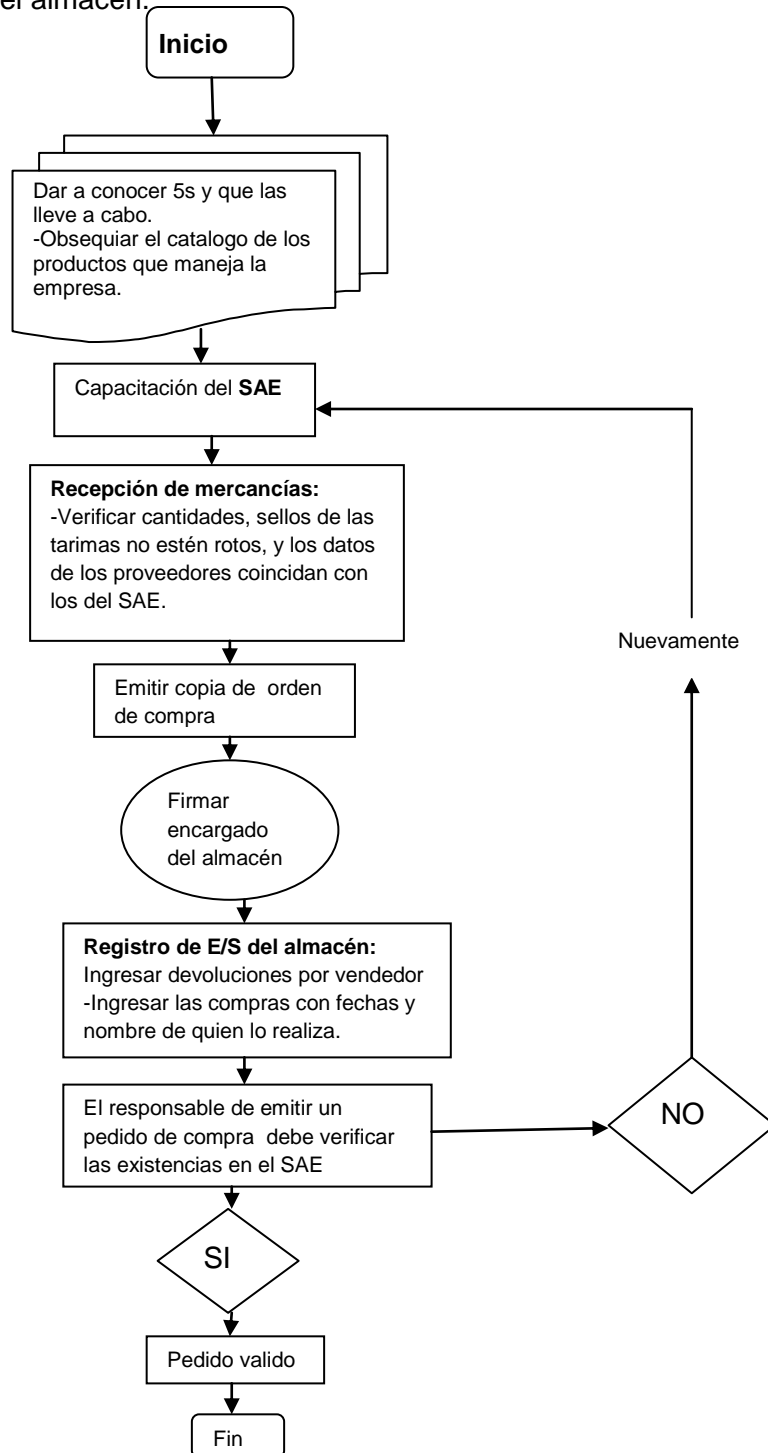 el almacén.
Inicio
Dar a conocer 5s y que las
lleve a cabo.
-Obsequiar el catalogo de los
productos que maneja la
empresa.
Capacitación del SAE
Recepción de mercancías:
-Verificar cantidades, sellos de las
tarimas no estén rotos, y los datos
de los proveedores coincidan con
los del SAE.
Nuevamente
Emitir copia de orden
de compra
Firmar
encargado
del almacén
Registro de E/S del almacén:
Ingresar devoluciones por vendedor
-Ingresar las compras con fechas y
nombre de quien lo realiza.
El responsable de emitir un
pedido de compra debe verificar
las existencias en el SAE
NO
SI
Pedido valido
Fin